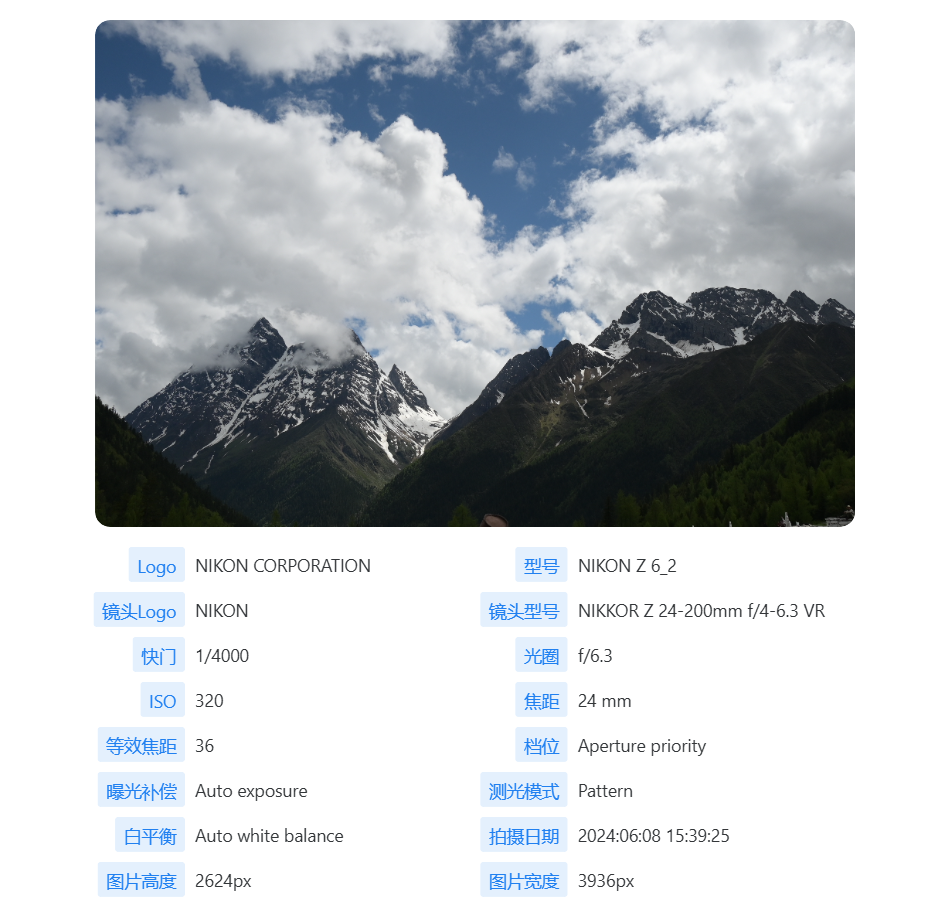 Logo NIKON CORPORATION 型号 NIKON Z 6_2
镜头Logo NIKON 镜头型号 NIKKOR Z 24-200mm f/4-6.3 VR
快门 1/4000 光圈 f/6.3
ISO 320 焦距 24 mm
等效焦距 36 档位 Aperture priority
曝光补偿 Auto exposure 测光模式 Pattern
白平衡 Auto white balance 拍摄日期 2024:06:08 15:39:25
图片高度 2624px 图片宽度 3936px